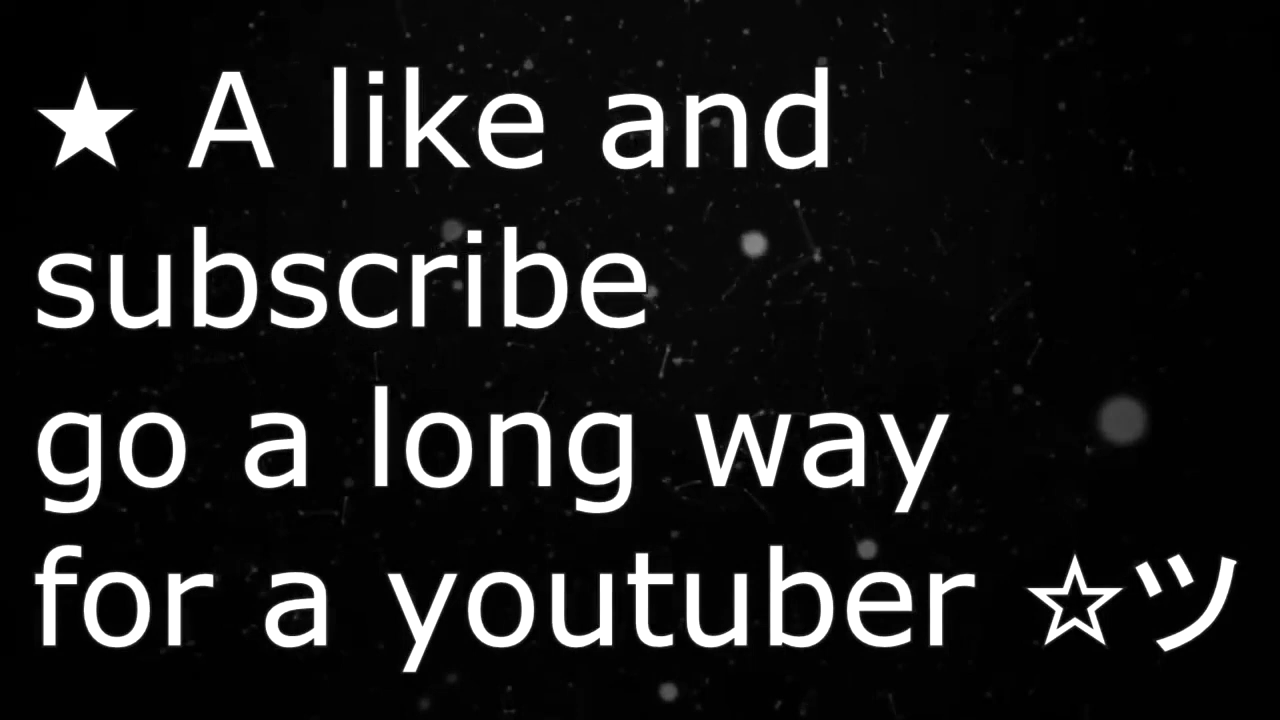 ★ A like and
subscribe
go a long way
for a youtuber ☆ツ